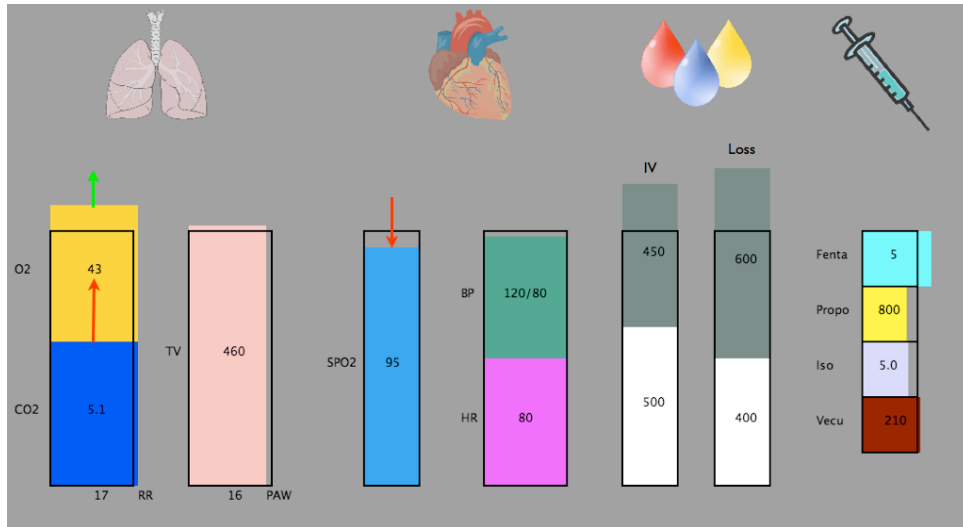 Loss
IV
O2 43
450 600
Fenta 5
BP 120/80
Propo 800
TV 460
SPO2 95
Iso 5.0
CO2 5.1
500
HR 80
400
Vecu 210
17 RR 16 PAW